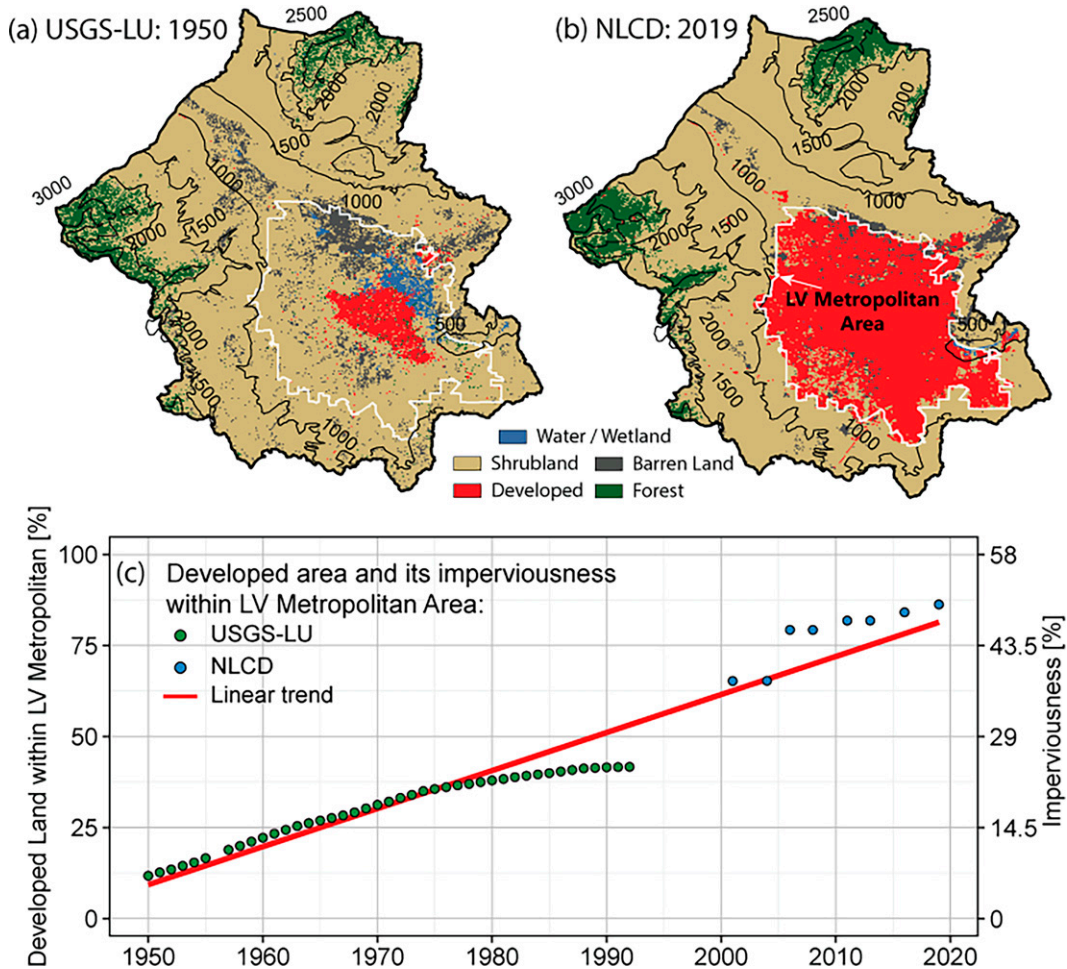 (a) USGS-LU: 1950
2500
2000
2000
1500
1000
3000
1500
2000
2000
500
1500
1000
(b) NLCD: 2019
2500
2000
2000
1500
1000
1000
3000
1500
2000
LV Metropolitan
Area
500
2000
1500
1000
Water / Wetland
Shrubland
Barren Land
Developed
Forest
(c) Developed area and its imperviousness
within LV Metropolitan Area:
USGS-LU
NLCD
Linear trend
Developed Land within LV Metropolitan [%]
100
75
50
25
0
Imperviousness [%]
58
43.5
29
14.5
0
1950
1960
1970
1980
1990
2000
2010
2020